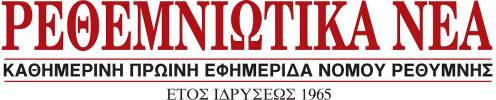 ΡΕΘΕΜΝΙΩΤΙΚΑ ΝΕΑ
ΚΑΘΗΜΕΡΙΝΗ ΠΡΩΙΝΗ ΕΦΗΜΕΡΙΔΑ ΝΟΜΟΥ ΡΕΘΥΜΝΗΣ
ΕΤΟΣ ΙΔΡΥΣΕΩΣ 1965